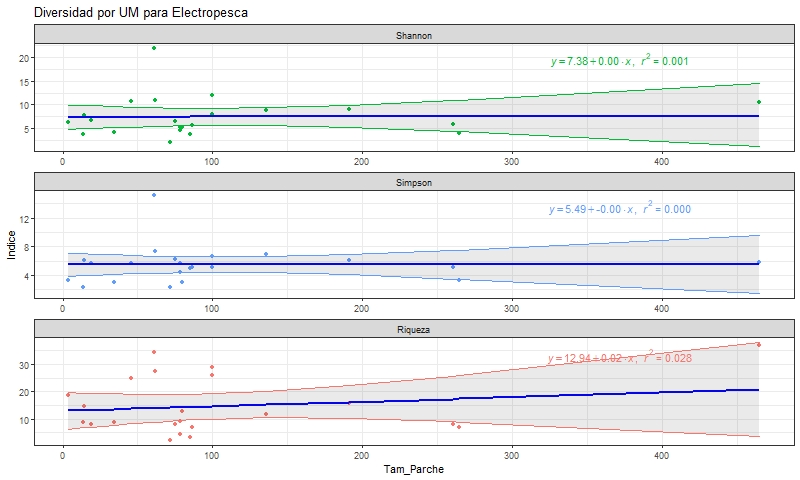 Diversidad por UM para Electropesca
Shannon
20
15
10
5
y = 7.38 + 0.00 · x, r² = 0.001
0 100 200 300 400
Simpson
12
8
4
y = 5.49 + -0.00 · x, r² = 0.000
0 100 200 300 400
Indice
Riqueza
30
20
10
y = 12.94 + 0.02 · x, r² = 0.028
0 100 200 300 400
Tam_Parche